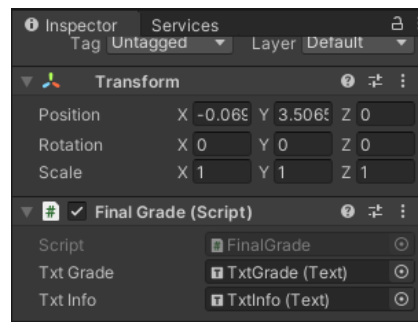 Inspector Services
Tag Untagged Layer Default
Transform
Position X -0.069 Y 3.5065 Z 0
Rotation X 0 Y 0 Z 0
Scale X 1 Y 1 Z 1
# Final Grade (Script)
Script # FinalGrade
Txt Grade T TxtGrade (Text)
Txt Info T TxtInfo (Text)